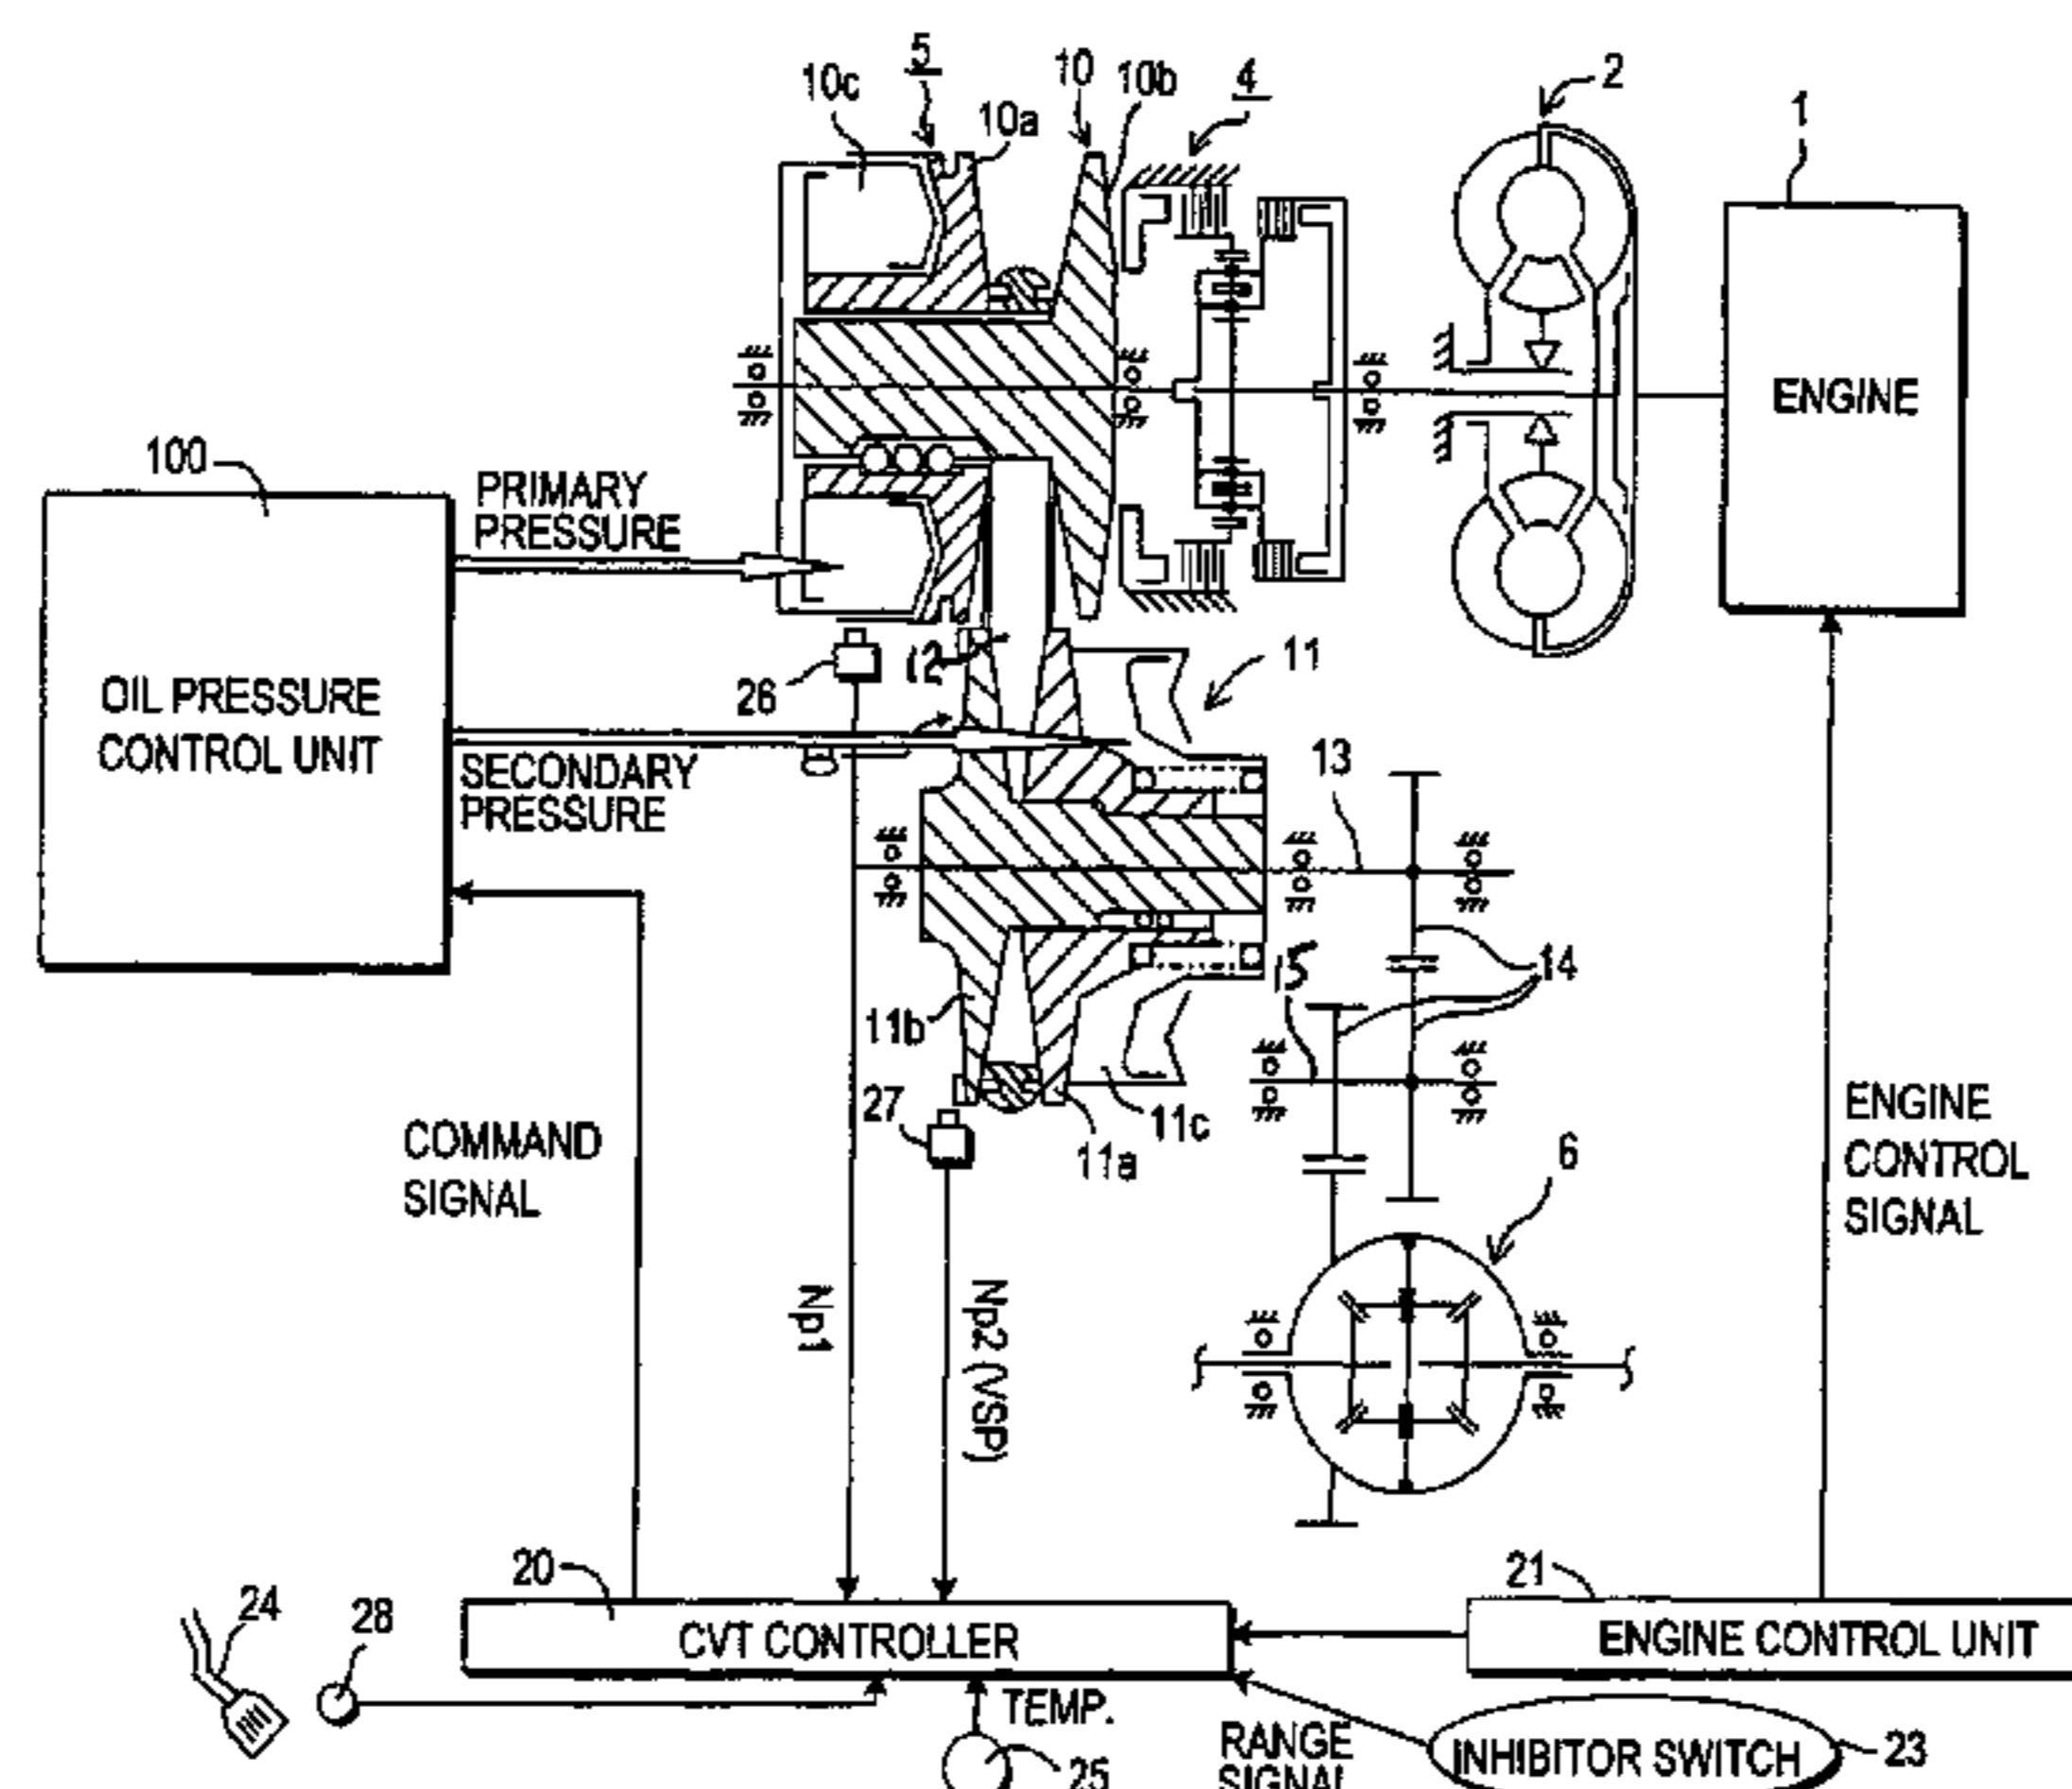 5
10
10b
4
2
1
10c
10a
ENGINE
100
PRIMARY
PRESSURE
OIL PRESSURE
CONTROL UNIT
26
12
11
SECONDARY
PRESSURE
13
14
15
11b
27
11c
11a
6
COMMAND
SIGNAL
ENGINE
CONTROL
SIGNAL
Np1
Np2 (VSP)
20
21
24
28
CVT CONTROLLER
ENGINE CONTROL UNIT
TEMP.
25
RANGE
SIGNAL
INHIBITOR SWITCH
23